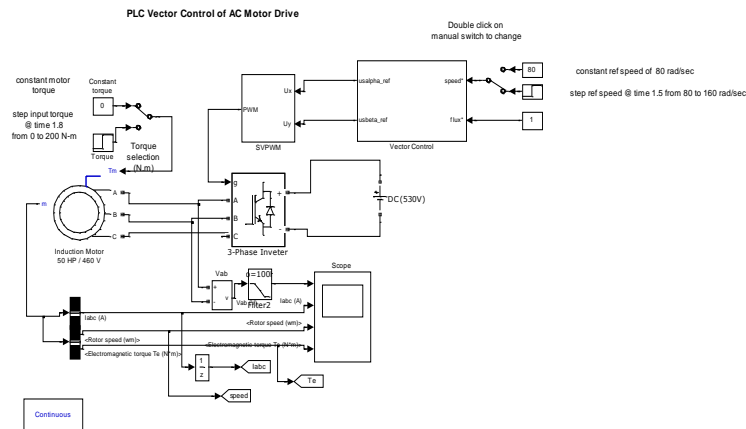 PLC Vector Control of AC Motor Drive
Double click on
manual switch to change
constant motor
torque
step input torque
@ time 1.8
from 0 to 200 N-m
Constant
torque
0
Torque
Torque
selection
(N.m)
Tm
PWM
Ux
Uy
SVPWM
usalpha_ref
usbeta_ref
speed*
flux*
Vector Control
80
1
constant ref speed of 80 rad/sec
step ref speed @ time 1.5 from 80 to 160 rad/sec
m
A
B
C
Induction Motor
50 HP / 460 V
g
A
B
C
+
-
3-Phase Inveter
DC(530V)
Vab
+
-
v
Filter2
Scope
Iabc (A)
<Rotor speed (wm)>
<Electromagnetic torque Te (N*m)>
Iabc (A)
<Rotor speed (wm)>
<Electromagnetic torque Te (N*m)>
1
z
Iabc
Te
speed
Continuous